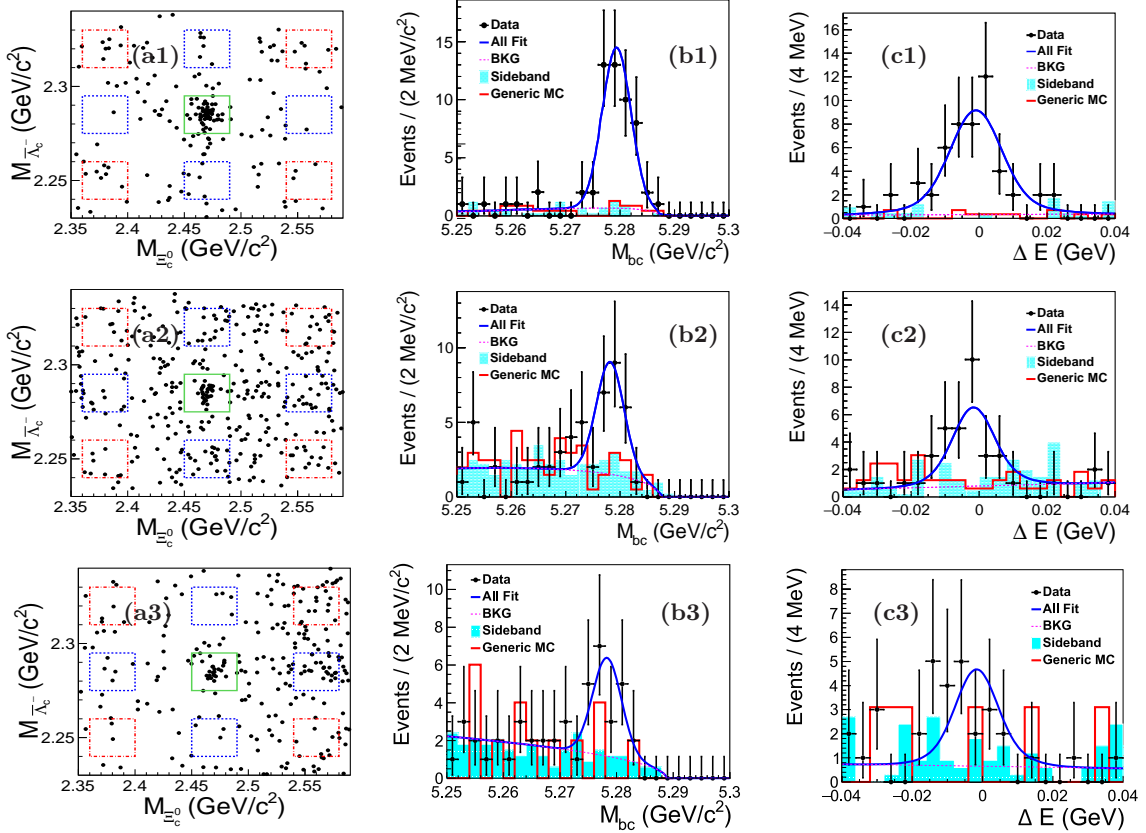 (a1)
M_{\bar{Λ}_c^-} (GeV/c²)
2.3
2.25
2.35 2.4 2.45 2.5 2.55
M_{Ξ_c^0} (GeV/c²)
(b1)
Data
All Fit
BKG
Sideband
Generic MC
Events / (2 MeV/c²)
15
10
5
0
5.25 5.26 5.27 5.28 5.29 5.3
M_{bc} (GeV/c²)
(c1)
Data
All Fit
BKG
Sideband
Generic MC
Events / (4 MeV)
16
14
12
10
8
6
4
2
0
−0.04 −0.02 0 0.02 0.04
Δ E (GeV)
(a2)
M_{\bar{Λ}_c^-} (GeV/c²)
2.3
2.25
2.35 2.4 2.45 2.5 2.55
M_{Ξ_c^0} (GeV/c²)
(b2)
Data
All Fit
BKG
Sideband
Generic MC
Events / (2 MeV/c²)
10
5
0
5.25 5.26 5.27 5.28 5.29 5.3
M_{bc} (GeV/c²)
(c2)
Data
All Fit
BKG
Sideband
Generic MC
Events / (4 MeV)
14
12
10
8
6
4
2
0
−0.04 −0.02 0 0.02 0.04
Δ E (GeV)
(a3)
M_{\bar{Λ}_c^-} (GeV/c²)
2.3
2.25
2.35 2.4 2.45 2.5 2.55
M_{Ξ_c^0} (GeV/c²)
(b3)
Data
All Fit
BKG
Sideband
Generic MC
Events / (2 MeV/c²)
10
8
6
4
2
0
5.25 5.26 5.27 5.28 5.29 5.3
M_{bc} (GeV/c²)
(c3)
Data
All Fit
BKG
Sideband
Generic MC
Events / (4 MeV)
8
7
6
5
4
3
2
1
0
−0.04 −0.02 0 0.02 0.04
Δ E (GeV)